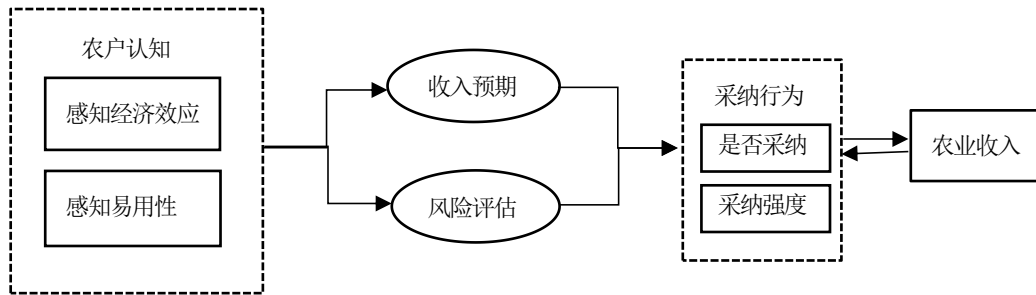 农户认知
感知经济效应
感知易用性
收入预期
风险评估
采纳行为
是否采纳
采纳强度
农业收入